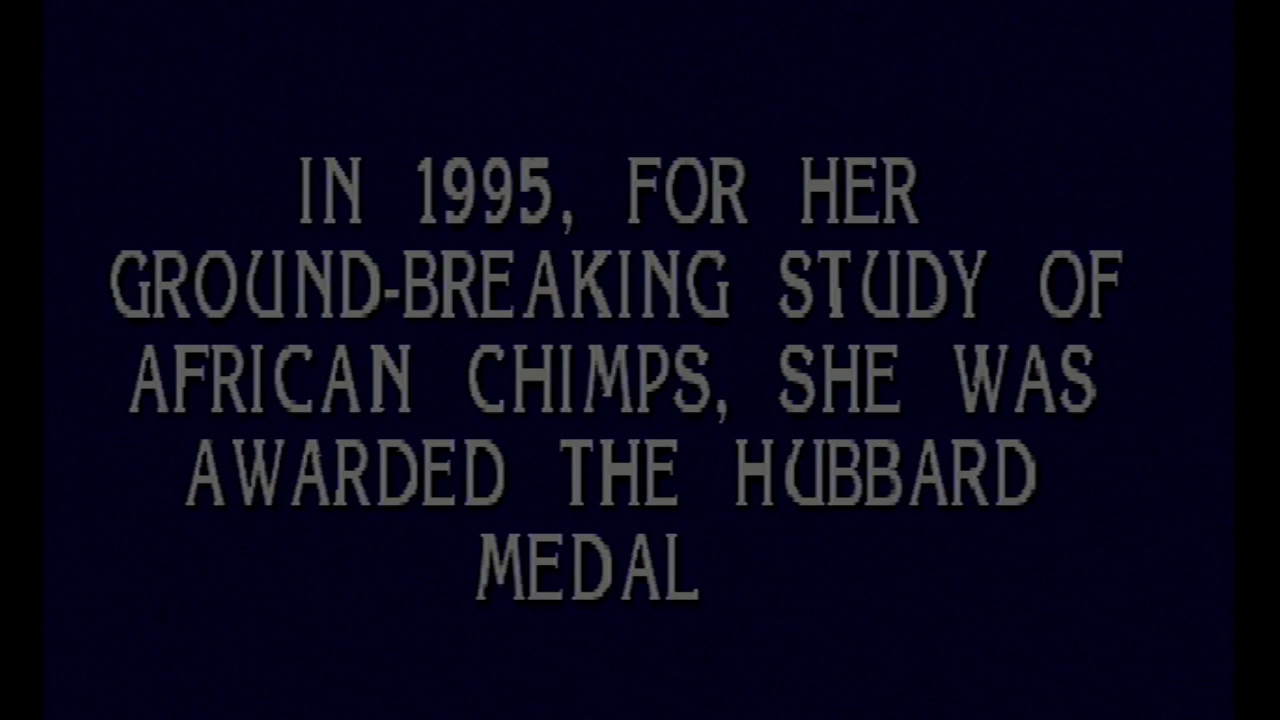 IN 1995, FOR HER
GROUND-BREAKING STUDY OF
AFRICAN CHIMPS, SHE WAS
AWARDED THE HUBBARD
MEDAL